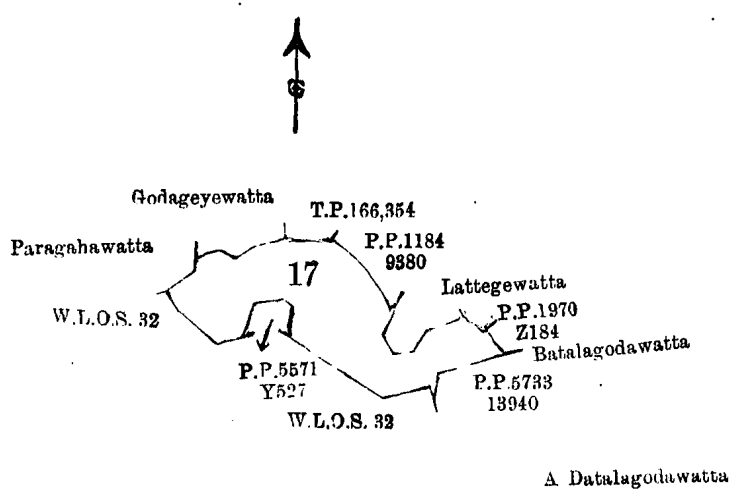 G
Godageyewatta
T.P.166,354
Paragahawatta
P.P.1184
9380
17
Lattegewatta
W.L.O.S. 32
P.P.1970
Z184
Batalagodawatta
P.P.5571
Y527
P.P.5733
13940
W.L.O.S. 32
A Datalagodawatta